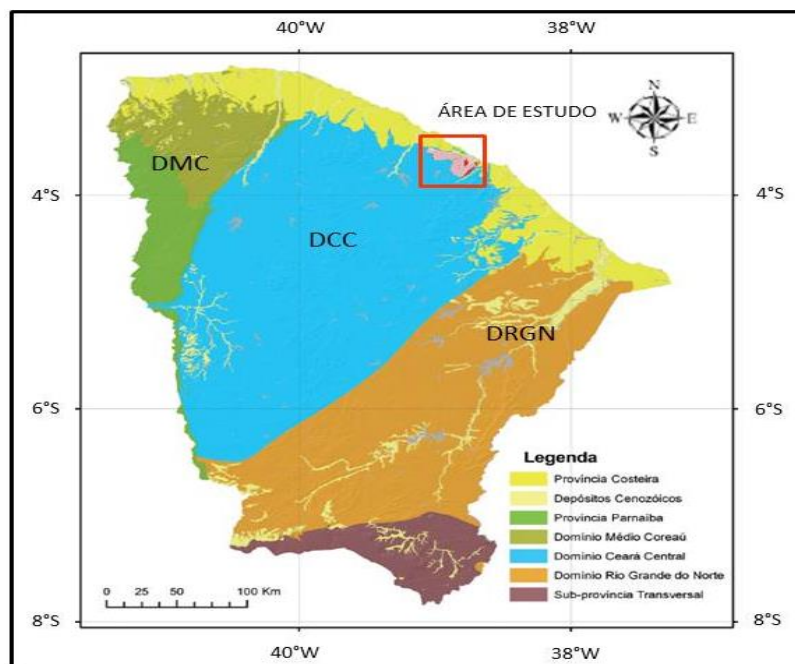 40°W 38°W
ÁREA DE ESTUDO
N
W E
S
DMC
4°S 4°S
DCC
DRGN
6°S 6°S
Legenda
Província Costeira
Depósitos Cenozóicos
Província Parnaíba
Domínio Médio Coreaú
Domínio Ceará Central
Domínio Rio Grande do Norte
Sub-província Transversal
0 25 50 100 Km
8°S 8°S
40°W 38°W